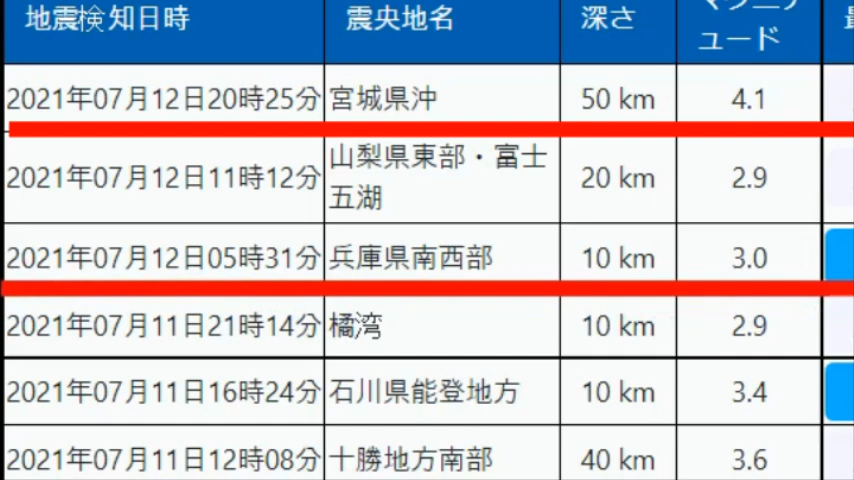 地震検知日時 震央地名 深さ マグニチ
ュード
2021年07月12日20時25分 宮城県沖 50 km 4.1
2021年07月12日11時12分 山梨県東部・富士
五湖 20 km 2.9
2021年07月12日05時31分 兵庫県南西部 10 km 3.0
2021年07月11日21時14分 橘湾 10 km 2.9
2021年07月11日16時24分 石川県能登地方 10 km 3.4
2021年07月11日12時08分 十勝地方南部 40 km 3.6